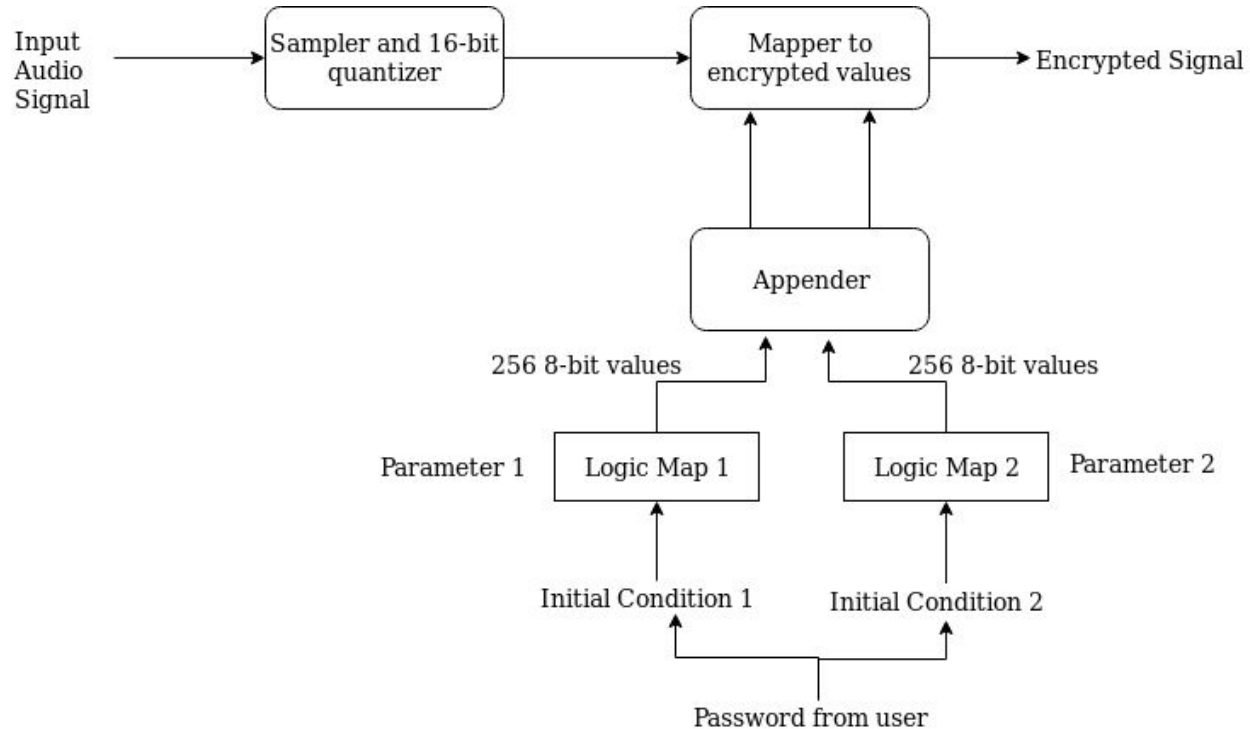 Input
Audio
Signal
Sampler and 16-bit
quantizer
Mapper to
encrypted values
Encrypted Signal
Appender
256 8-bit values
256 8-bit values
Parameter 1
Logic Map 1
Logic Map 2
Parameter 2
Initial Condition 1
Initial Condition 2
Password from user